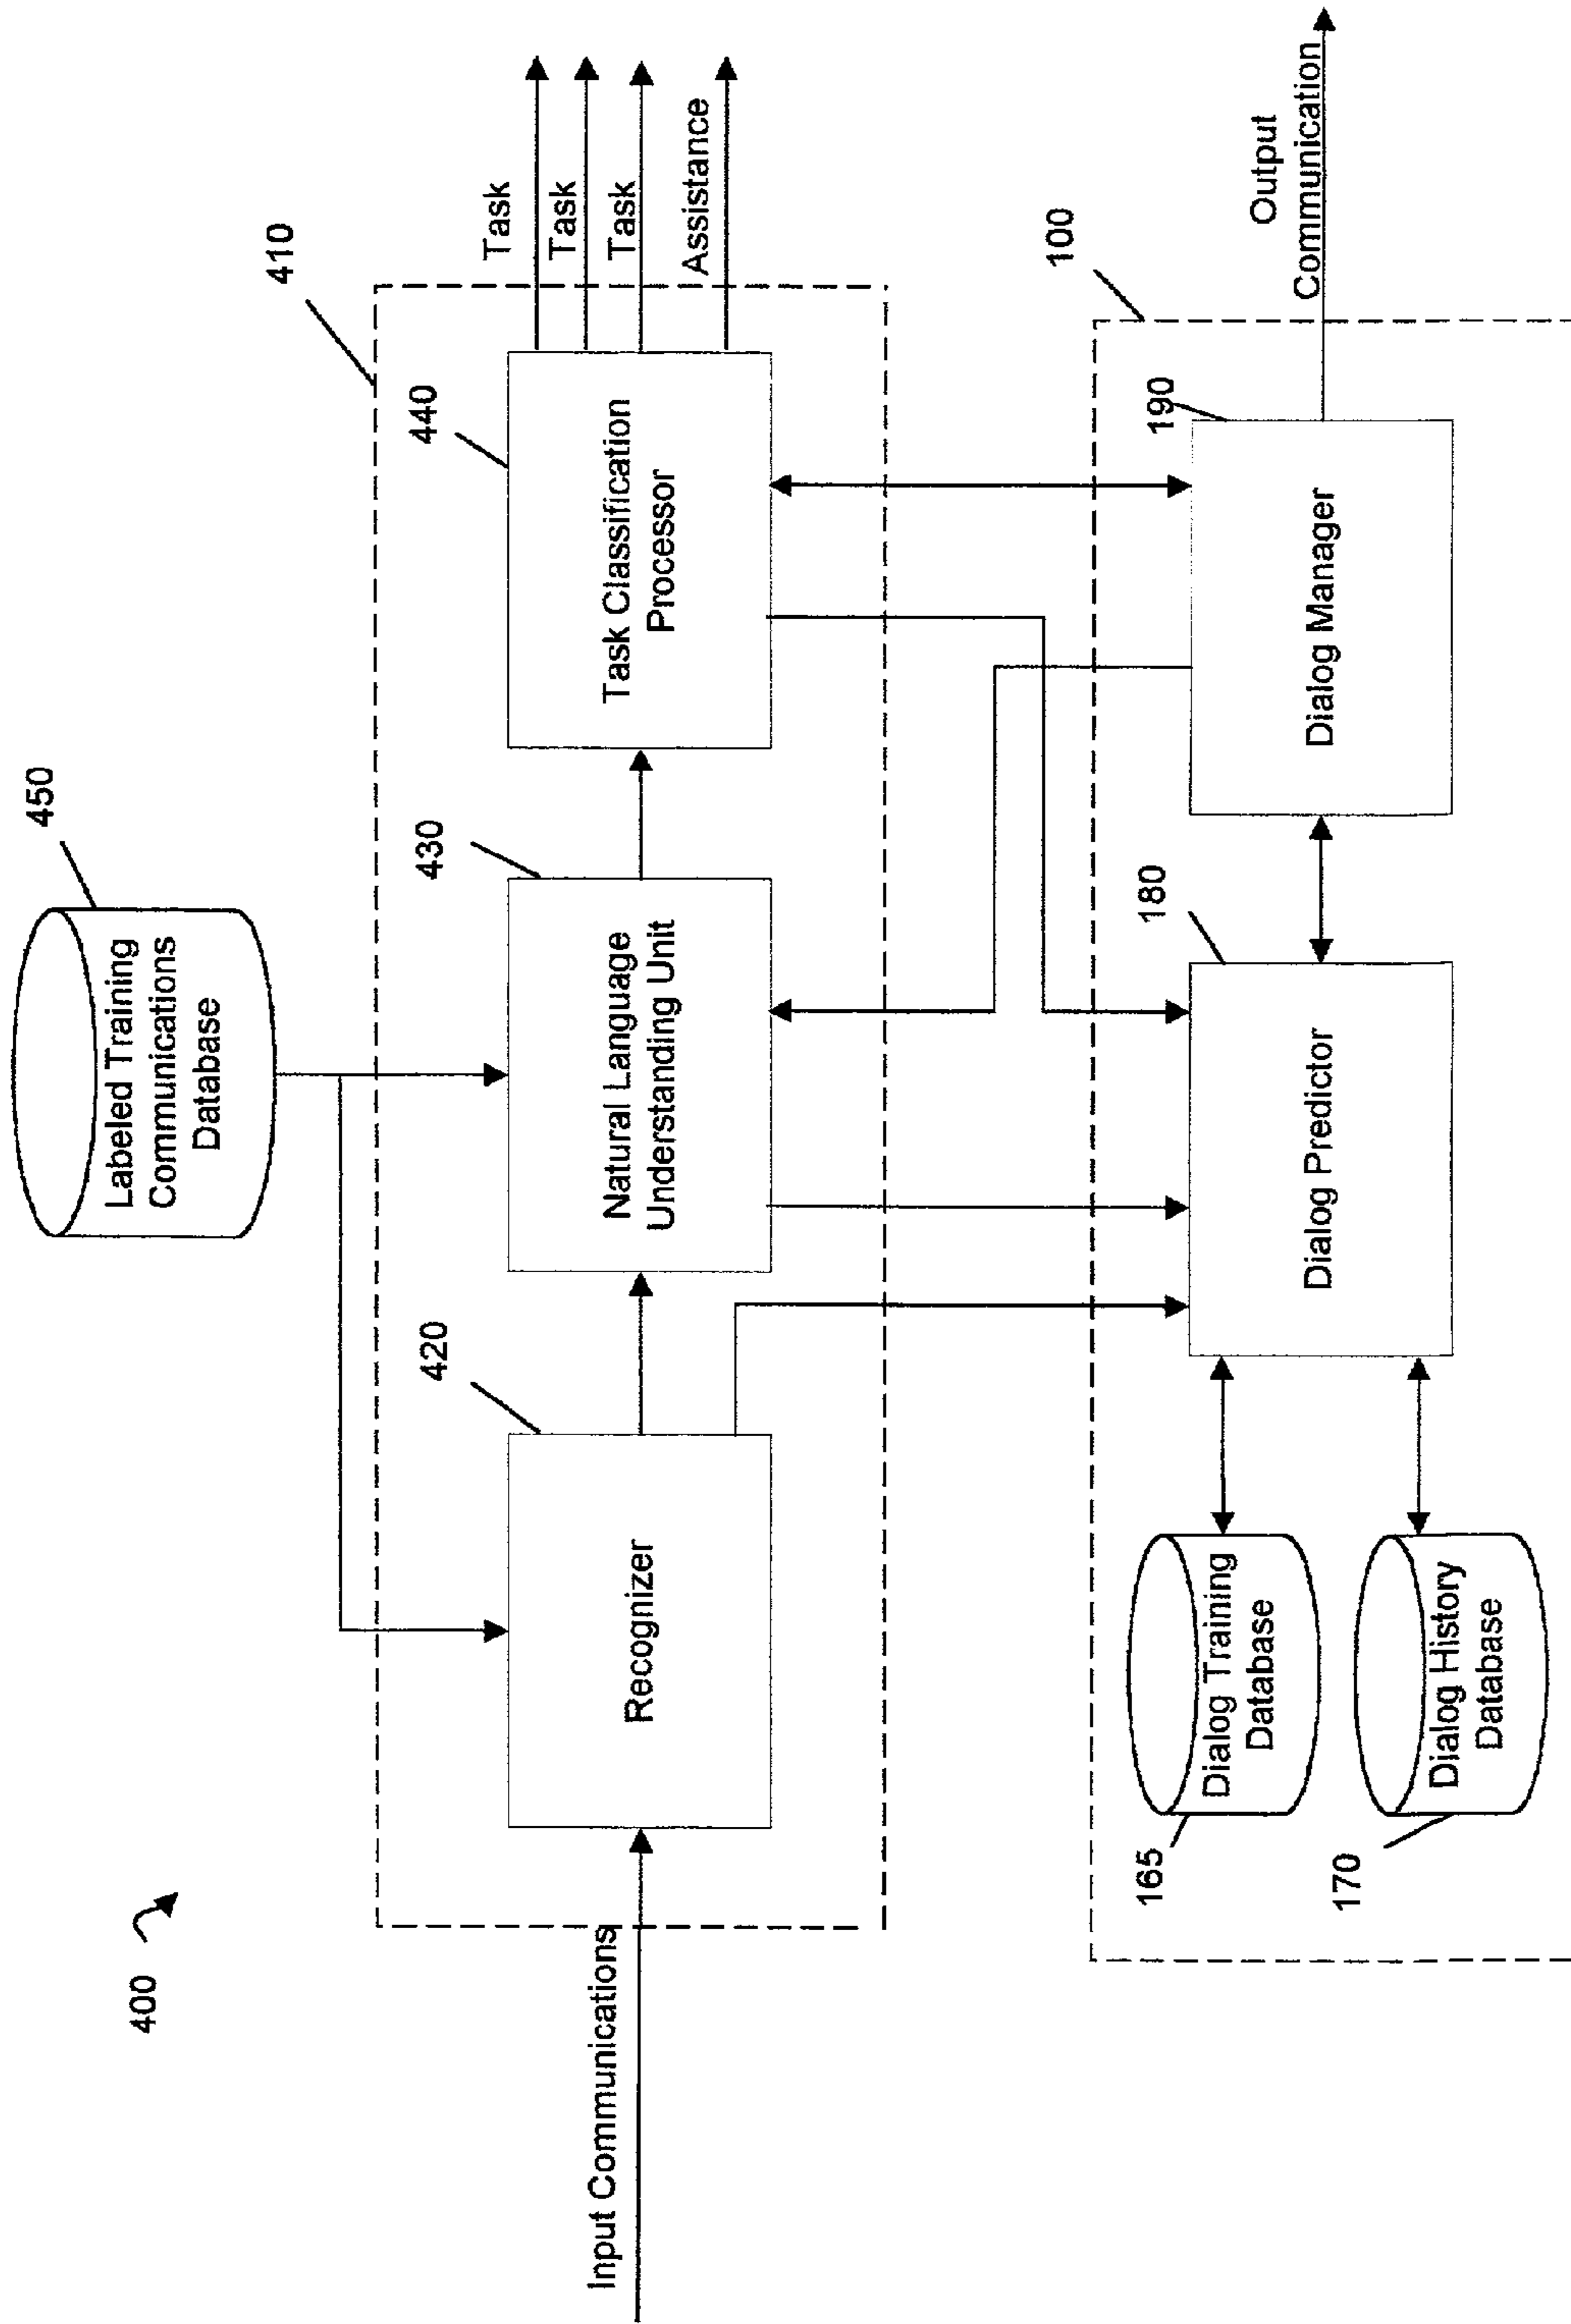 400
450
Labeled Training
Communications
Database
410
420
430
440
Input Communications
Recognizer
Natural Language
Understanding Unit
Task Classification
Processor
Task
Task
Task
Assistance
100
165
Dialog Training
Database
170
Dialog History
Database
180
Dialog Predictor
190
Dialog Manager
Output
Communication